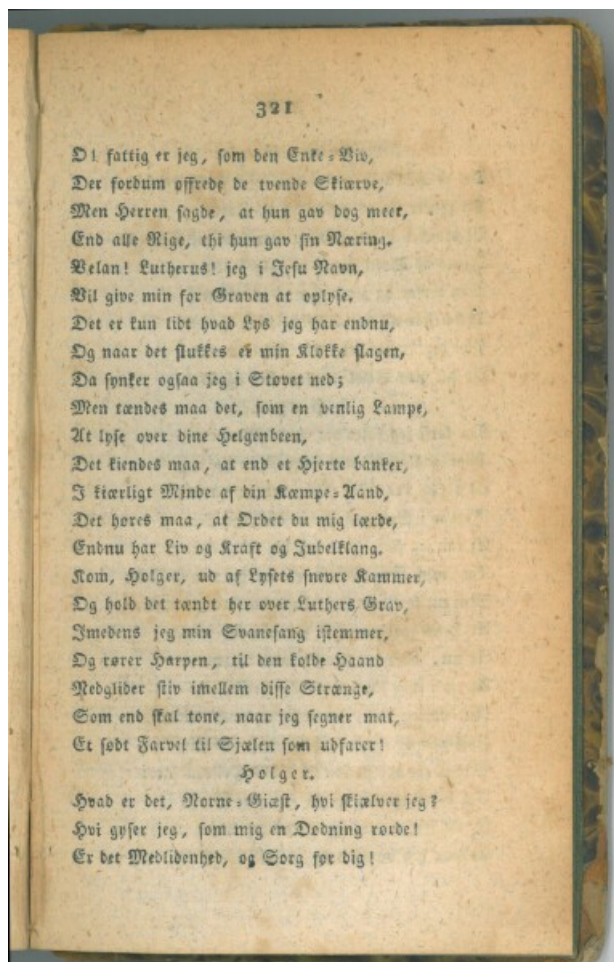 321
O! fattig er jeg, som den Enke-Viv,
Der fordum offrede de tvende Skiærve,
Men Herren sagde, at hun gav dog meer,
End alle Rige, thi hun gav sin Næring.
Velan! Lutherus! jeg i Jesu Navn,
Vil give min for Graven at oplyse.
Det er kun lidt hvad Lys jeg har endnu,
Og naar det slukkes er min Klokke slagen,
Da synker ogsaa jeg i Støvet ned;
Men tændes maa det, som en venlig Lampe,
At lyse over dine Helgenbeen,
Det kiendes maa, at end et Hjerte banker,
I kiærligt Minde af din Kæmpe-Aand,
Det høres maa, at Ordet du mig lærde,
Endnu har Liv og Kraft og Jubelklang.
Kom, Holger, ud af Lysets snevre Kammer,
Og hold det tændt her over Luthers Grav,
Imedens jeg min Svanesang istemmer,
Og rører Harpen, til den kolde Haand
Nedglider stiv imellem disse Strænge,
Som end skal tone, naar jeg segner mat,
Et sødt Farvel til Sjælen som udfarer!
Holger.
Hvad er det, Norne-Giæst, hvi skiælver jeg?
Hvi gyser jeg, som mig en Dødning rørde!
Er det Medlidenhed, og Sorg for dig!